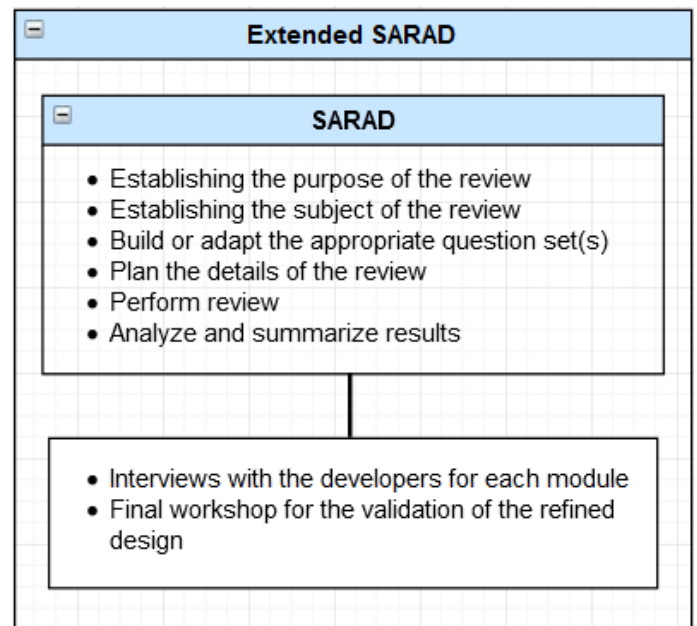 Extended SARAD
SARAD
• Establishing the purpose of the review
• Establishing the subject of the review
• Build or adapt the appropriate question set(s)
• Plan the details of the review
• Perform review
• Analyze and summarize results
• Interviews with the developers for each module
• Final workshop for the validation of the refined
design